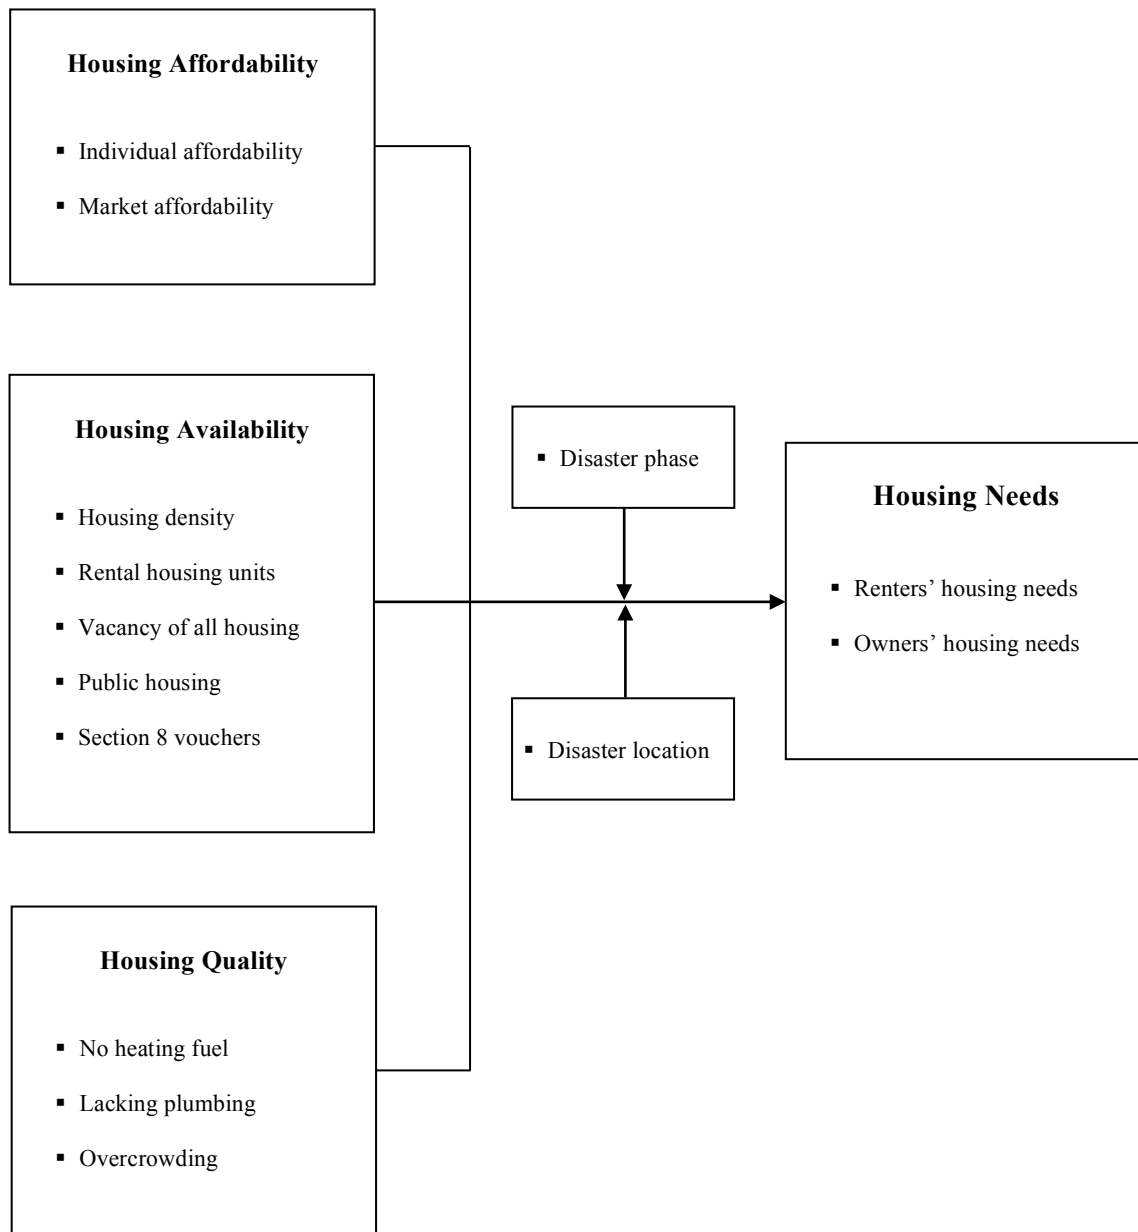 Housing Affordability
▪ Individual affordability
▪ Market affordability
Housing Availability
▪ Housing density
▪ Rental housing units
▪ Vacancy of all housing
▪ Public housing
▪ Section 8 vouchers
Housing Quality
▪ No heating fuel
▪ Lacking plumbing
▪ Overcrowding
▪ Disaster phase
▪ Disaster location
Housing Needs
▪ Renters’ housing needs
▪ Owners’ housing needs